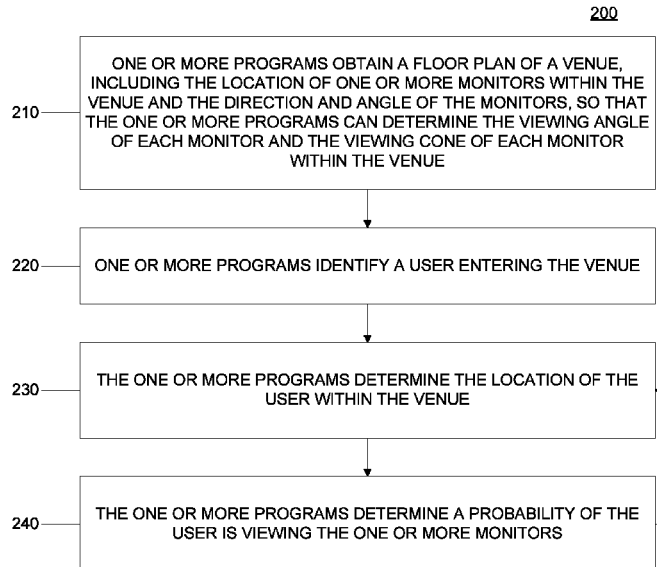 200
ONE OR MORE PROGRAMS OBTAIN A FLOOR PLAN OF A VENUE,
INCLUDING THE LOCATION OF ONE OR MORE MONITORS WITHIN THE
VENUE AND THE DIRECTION AND ANGLE OF THE MONITORS, SO THAT
210
THE ONE OR MORE PROGRAMS CAN DETERMINE THE VIEWING ANGLE
OF EACH MONITOR AND THE VIEWING CONE OF EACH MONITOR
WITHIN THE VENUE
220
ONE OR MORE PROGRAMS IDENTIFY A USER ENTERING THE VENUE
230
THE ONE OR MORE PROGRAMS DETERMINE THE LOCATION OF THE
USER WITHIN THE VENUE
240
THE ONE OR MORE PROGRAMS DETERMINE A PROBABILITY OF THE
USER IS VIEWING THE ONE OR MORE MONITORS